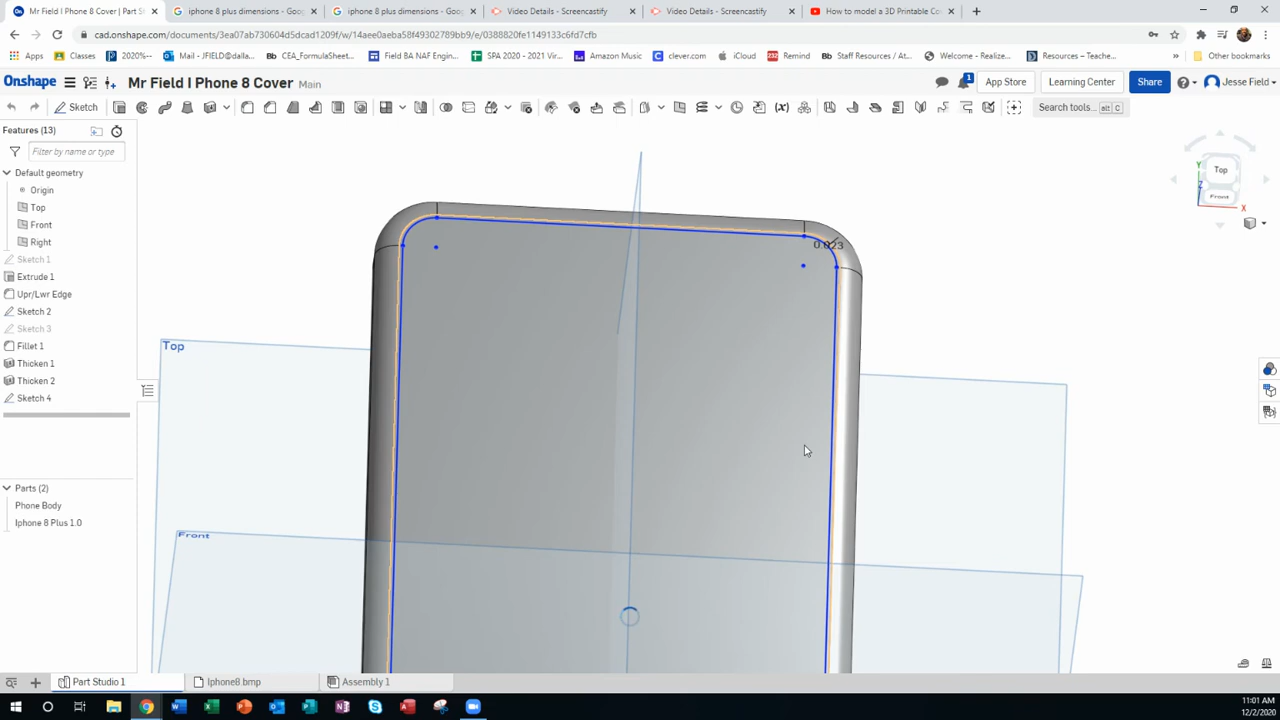 Mr Field I Phone 8 Cover | Part St
iphone 8 plus dimensions - Goog
iphone 8 plus dimensions - Goog
Video Details - Screencastify
Video Details - Screencastify
How to model a 3D Printable Co
cad.onshape.com/documents/3ea07ab730604d5dcad1209f/w/14aee0aeba58f49302789bb9/e/0388820fe1149133c6fd7cfb
Apps
Classes
2020%--
CEA_FormulaSheet...
Field BA NAF Engin...
SPA 2020 - 2021 Vir...
Amazon Music
clever.com
iCloud
Remind
Staff Resources / A...
Welcome - Realize...
Resources – Teache...
Other bookmarks
Onshape
Mr Field I Phone 8 Cover Main
1
App Store
Learning Center
Share
Jesse Field
Sketch
Search tools... alt c
Features (13)
Filter by name or type
Default geometry
Origin
Top
Front
Right
Sketch 1
Extrude 1
Upr/Lwr Edge
Sketch 2
Sketch 3
Fillet 1
Thicken 1
Thicken 2
Sketch 4
Parts (2)
Phone Body
Iphone 8 Plus 1.0
Top
Front
0.023
Y
Z
X
Top
Front
Part Studio 1
Iphone8.bmp
Assembly 1
11:01 AM
12/2/2020